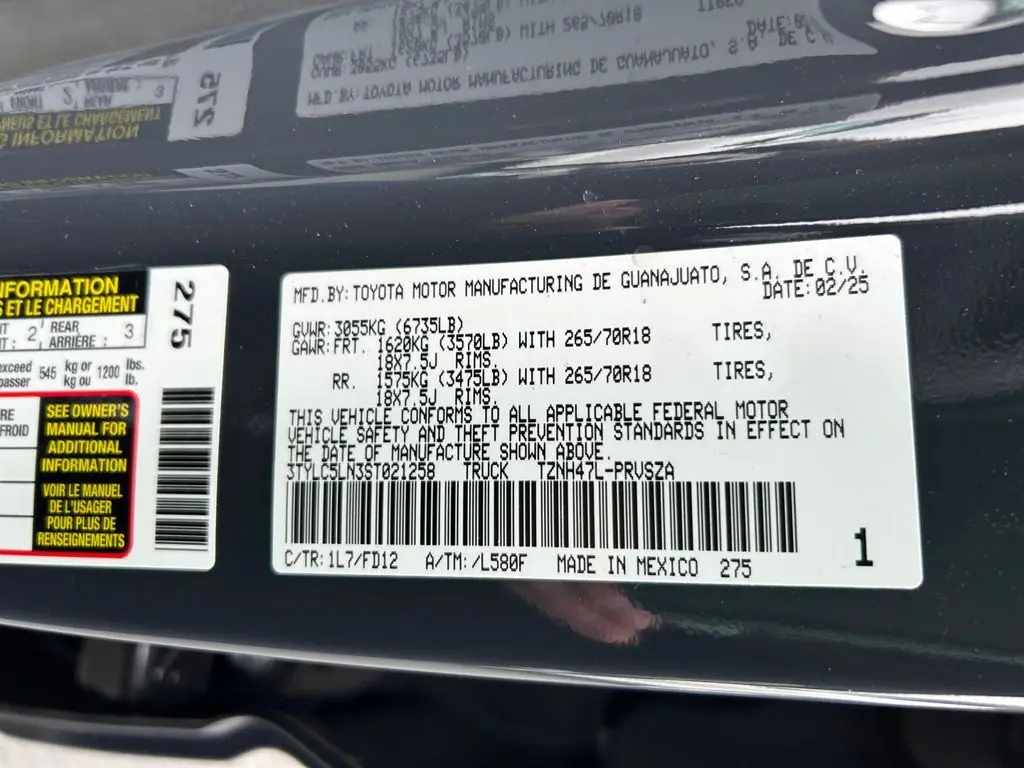 NFORMATION
S ET LE CHARGEMENT
2 REAR ARRIÈRE : 3
exceed passer 545 kg or kg ou 1200 lbs. lb.
SEE OWNER'S
MANUAL FOR
ADDITIONAL
INFORMATION
VOIR LE MANUEL
DE L'USAGER
POUR PLUS DE
RENSEIGNEMENTS
275
MFD.BY:TOYOTA MOTOR MANUFACTURING DE GUANAJUATO, S.A. DE C.V.
DATE:02/25
GVWR:3055KG (6735LB)
GAWR:FRT. 1620KG (3570LB) WITH 265/70R18 TIRES,
18X7.5J RIMS.
RR. 1575KG (3475LB) WITH 265/70R18 TIRES,
18X7.5J RIMS.
THIS VEHICLE CONFORMS TO ALL APPLICABLE FEDERAL MOTOR
VEHICLE SAFETY AND THEFT PREVENTION STANDARDS IN EFFECT ON
THE DATE OF MANUFACTURE SHOWN ABOVE.
3TYLC5LN3ST021258 TRUCK TZNH47L-PRVSZA
C/TR:1L7/FD12 A/TM:/L580F MADE IN MEXICO 275
1